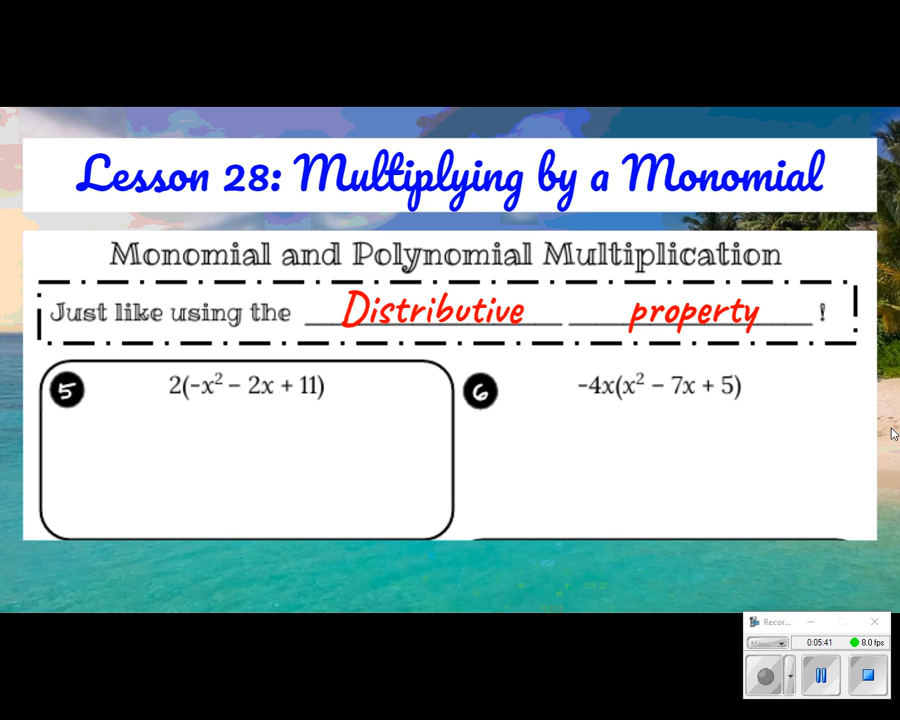 Lesson 28: Multiplying by a Monomial
Monomial and Polynomial Multiplication
Just like using the Distributive property!
5 2(-x² – 2x + 11)
6 -4x(x² – 7x + 5)
Recor...
0:05:41 8.0 fps